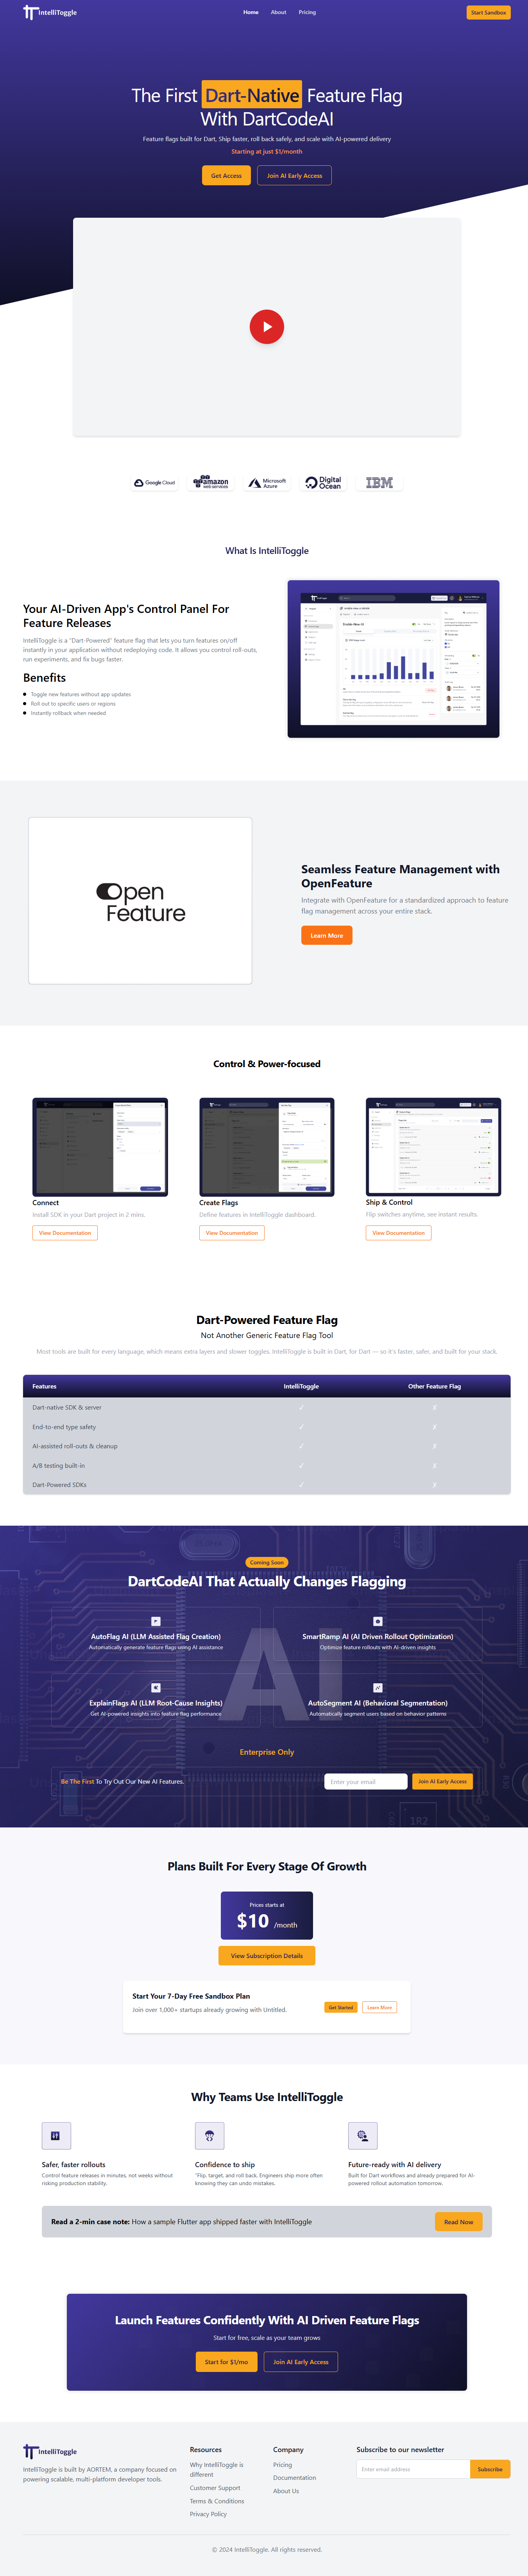 IntelliToggle
Home About Pricing
Start Sandbox
The First Dart-Native Feature Flag
With DartCodeAI
Feature flags built for Dart, Ship faster, roll back safely, and scale with AI-powered delivery
Starting at just $1/month
Get Access Join AI Early Access
Google Cloud
amazon
web services
Microsoft
Azure
Digital
Ocean
IBM
What Is IntelliToggle
Your AI-Driven App's Control Panel For
Feature Releases
IntelliToggle is a "Dart-Powered" feature flag that lets you turn features on/off
instantly in your application without redeploying code. It allows you control roll-outs,
run experiments, and fix bugs faster.
Benefits
Toggle new features without app updates
Roll out to specific users or regions
Instantly rollback when needed
Open
Feature
Seamless Feature Management with
OpenFeature
Integrate with OpenFeature for a standardized approach to feature
flag management across your entire stack.
Learn More
Control & Power-focused
Connect
Install SDK in your Dart project in 2 mins.
View Documentation
Create Flags
Define features in IntelliToggle dashboard.
View Documentation
Ship & Control
Flip switches anytime, see instant results.
View Documentation
Dart-Powered Feature Flag
Not Another Generic Feature Flag Tool
Most tools are built for every language, which means extra layers and slower toggles. IntelliToggle is built in Dart, for Dart — so it's faster, safer, and built for your stack.
Features IntelliToggle Other Feature Flag
Dart-native SDK & server ✓ ✗
End-to-end type safety ✓ ✗
AI-assisted roll-outs & cleanup ✓ ✗
A/B testing built-in ✓ ✗
Dart-Powered SDKs ✓ ✗
Coming Soon
DartCodeAI That Actually Changes Flagging
AI
AutoFlag AI (LLM Assisted Flag Creation)
Automatically generate feature flags using AI assistance
SmartRamp AI (AI Driven Rollout Optimization)
Optimize feature rollouts with AI-driven insights
ExplainFlags AI (LLM Root-Cause Insights)
Get AI-powered insights into feature flag performance
AutoSegment AI (Behavioral Segmentation)
Automatically segment users based on behavior patterns
Enterprise Only
Be The First To Try Out Our New AI Features.
Enter your email
Join AI Early Access
1R2
Plans Built For Every Stage Of Growth
Prices starts at
$10 /month
View Subscription Details
Start Your 7-Day Free Sandbox Plan
Join over 1,000+ startups already growing with Untitled.
Get Started Learn More
Why Teams Use IntelliToggle
Safer, faster rollouts
Control feature releases in minutes, not weeks without
risking production stability.
Confidence to ship
"Flip, target, and roll back. Engineers ship more often
knowing they can undo mistakes.
Future-ready with AI delivery
Built for Dart workflows and already prepared for AI-
powered rollout automation tomorrow.
Read a 2-min case note: How a sample Flutter app shipped faster with IntelliToggle
Read Now
Launch Features Confidently With AI Driven Feature Flags
Start for free, scale as your team grows
Start for $1/mo Join AI Early Access
IntelliToggle
IntelliToggle is built by AORTEM, a company focused on
powering scalable, multi-platform developer tools.
Resources
Why IntelliToggle is
different
Customer Support
Terms & Conditions
Privacy Policy
Company
Pricing
Documentation
About Us
Subscribe to our newsletter
Enter email address
Subscribe
© 2024 IntelliToggle. All rights reserved.